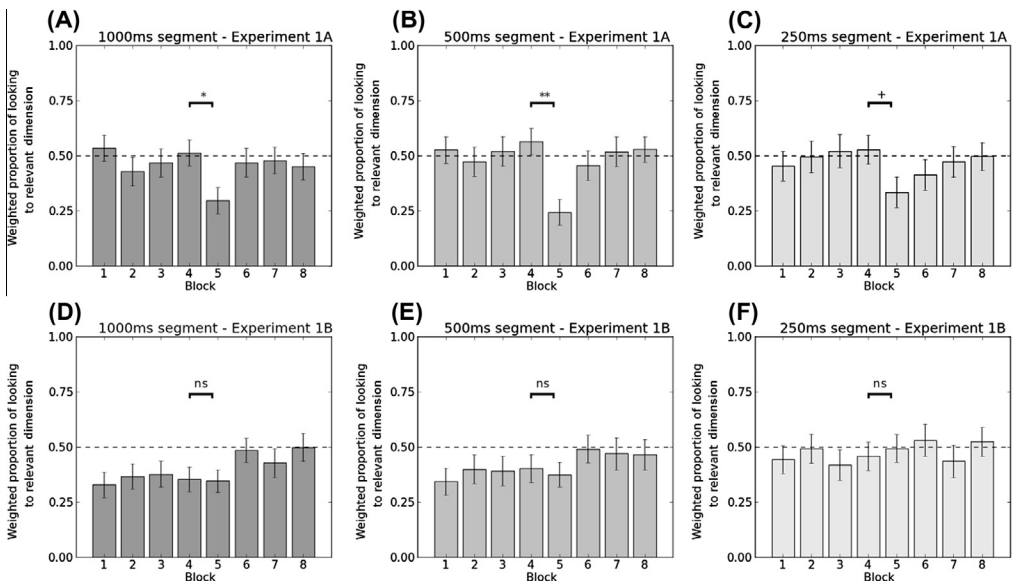 (A)
1000ms segment - Experiment 1A
Weighted proportion of looking
to relevant dimension
1.00
0.75
0.50
0.25
0.00
*
1 2 3 4 5 6 7 8
Block
(B)
500ms segment - Experiment 1A
Weighted proportion of looking
to relevant dimension
1.00
0.75
0.50
0.25
0.00
**
1 2 3 4 5 6 7 8
Block
(C)
250ms segment - Experiment 1A
Weighted proportion of looking
to relevant dimension
1.00
0.75
0.50
0.25
0.00
+
1 2 3 4 5 6 7 8
Block
(D)
1000ms segment - Experiment 1B
Weighted proportion of looking
to relevant dimension
1.00
0.75
0.50
0.25
0.00
ns
1 2 3 4 5 6 7 8
Block
(E)
500ms segment - Experiment 1B
Weighted proportion of looking
to relevant dimension
1.00
0.75
0.50
0.25
0.00
ns
1 2 3 4 5 6 7 8
Block
(F)
250ms segment - Experiment 1B
Weighted proportion of looking
to relevant dimension
1.00
0.75
0.50
0.25
0.00
ns
1 2 3 4 5 6 7 8
Block